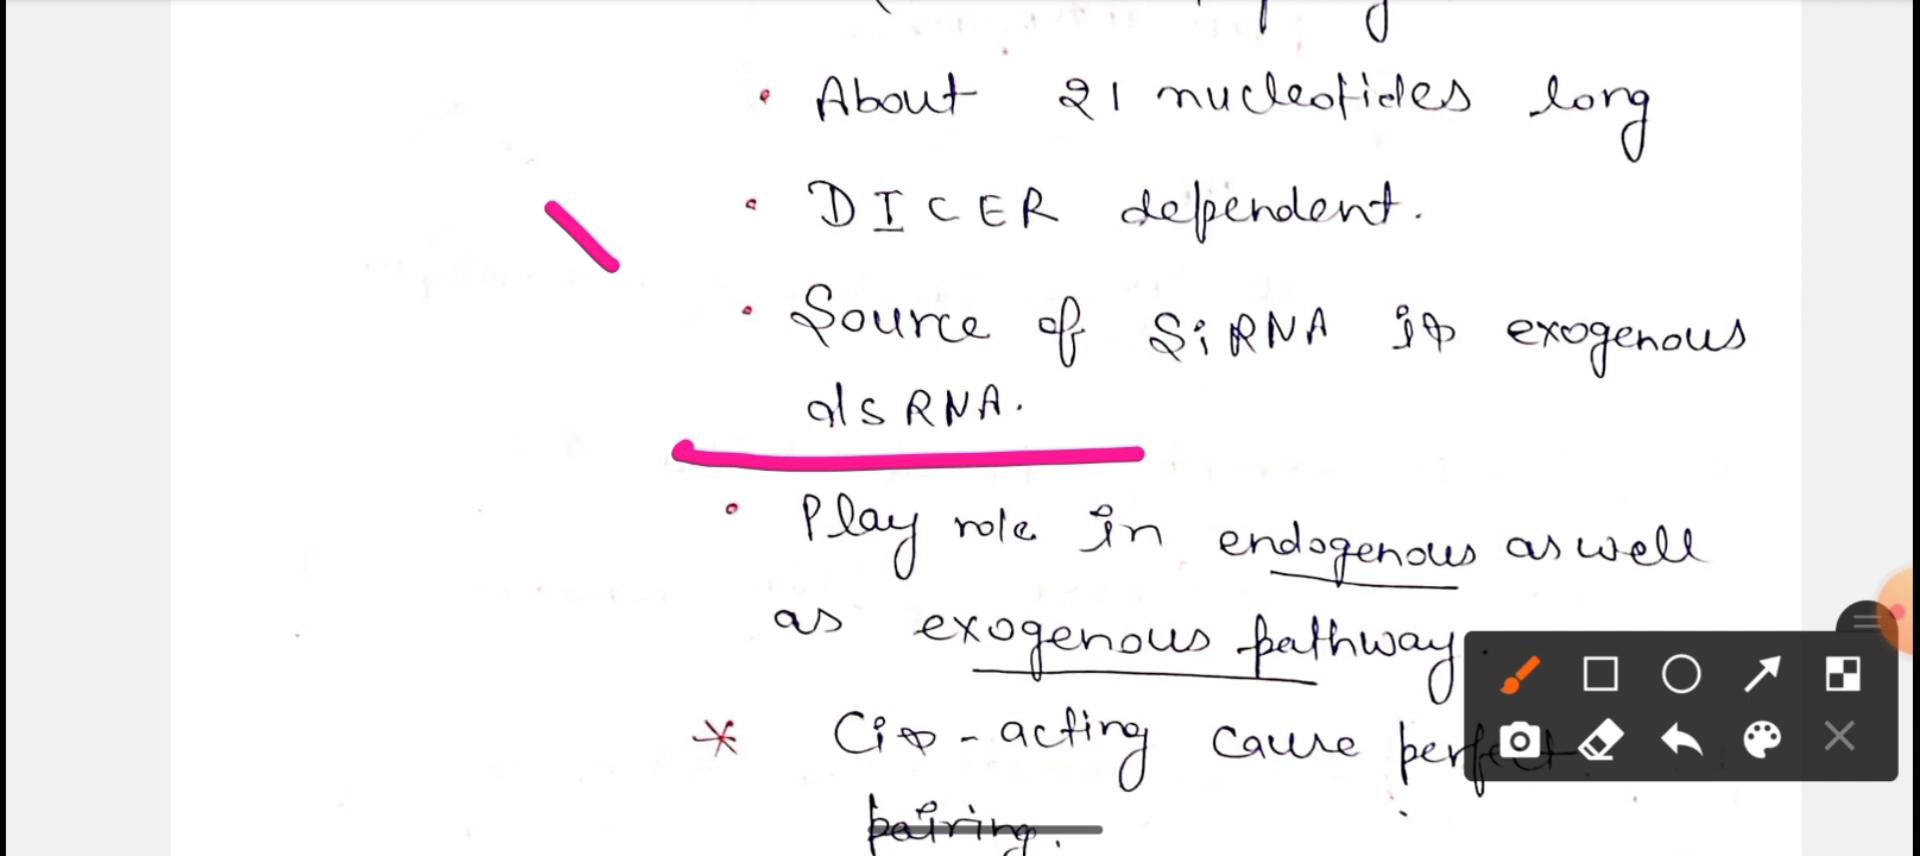 • About 21 nucleotides long
• DICER dependent.
• Source of SiRNA is exogenous
dsRNA.
• Play role in endogenous as well
as exogenous pathway.
* Cis-acting cause perfect
pairing.